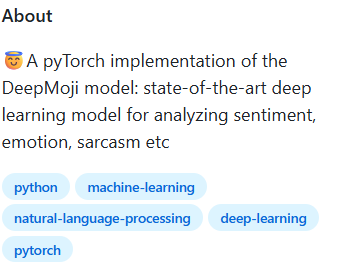 About
😇 A pyTorch implementation of the
DeepMoji model: state-of-the-art deep
learning model for analyzing sentiment,
emotion, sarcasm etc
python machine-learning
natural-language-processing deep-learning
pytorch